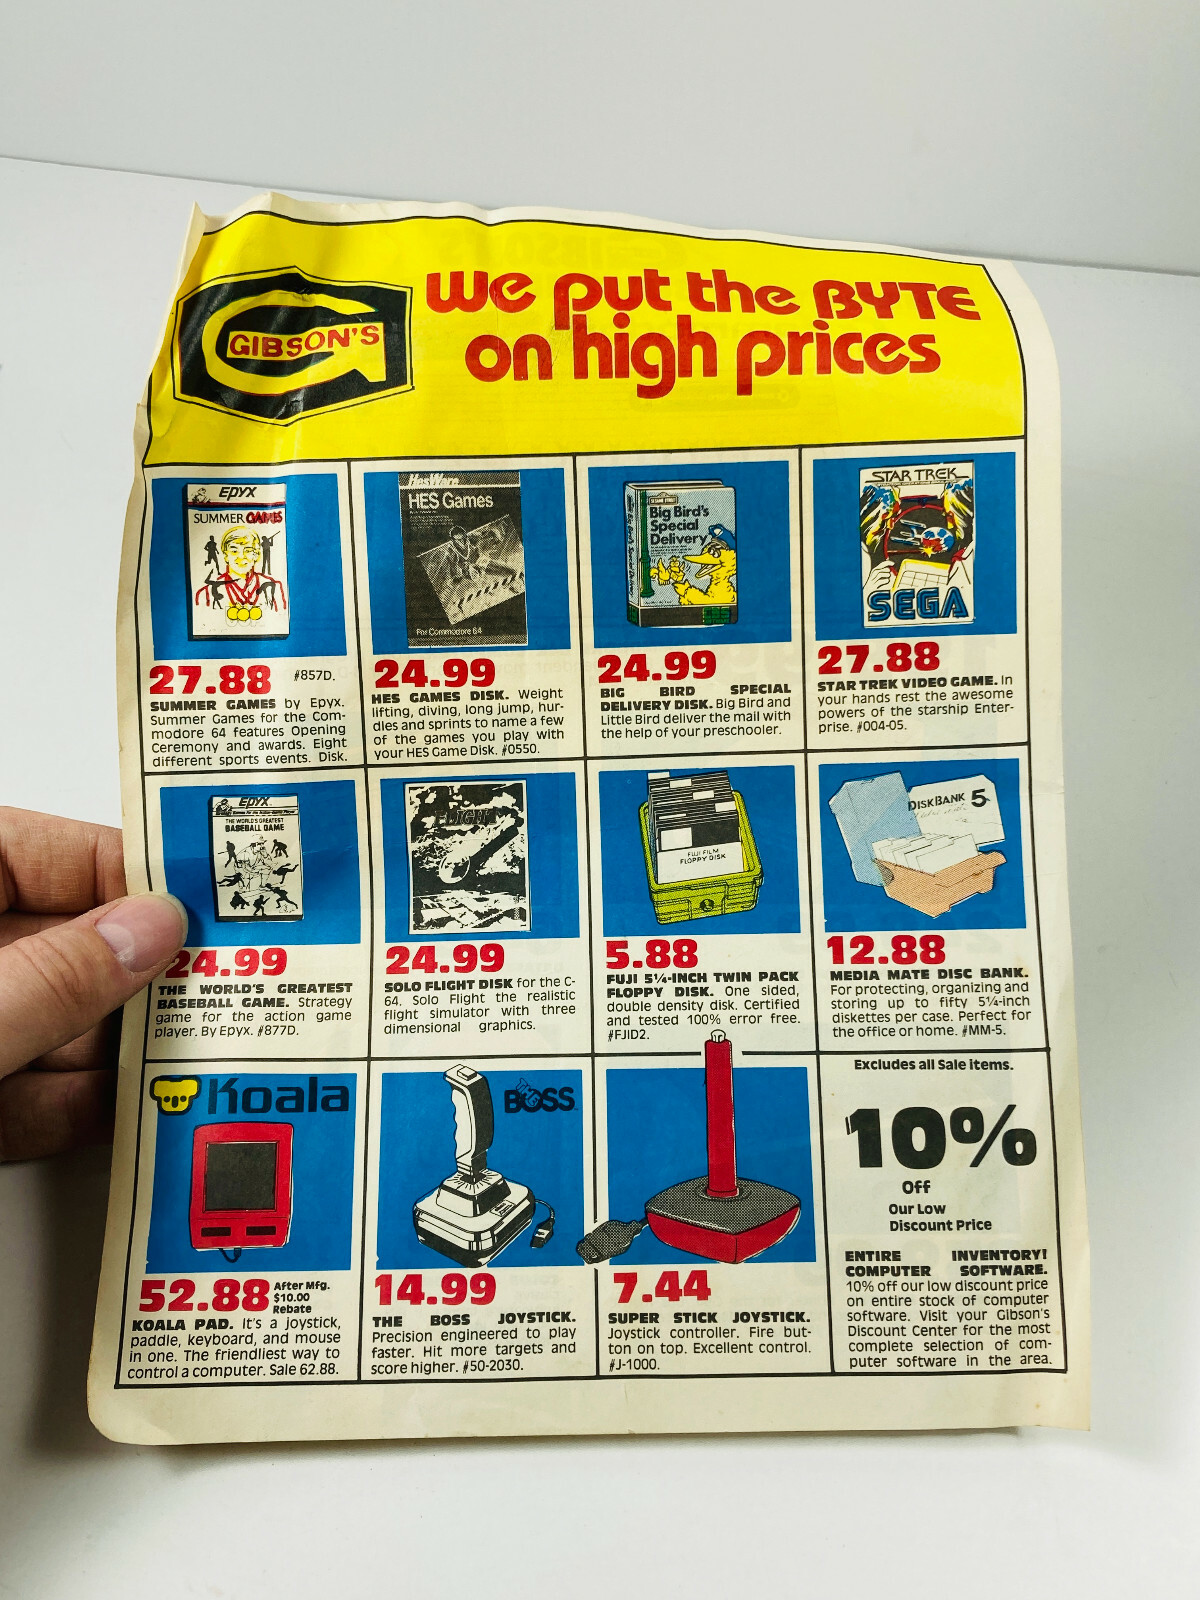 GIBSON'S
We put the BYTE
on high prices
EPYX
SUMMER GAMES
27.88
#857D.
SUMMER GAMES by Epyx.
Summer Games for the Com-
modore 64 features Opening
Ceremony and awards. Eight
different sports events. Disk.
HesWare
HES Games
For Commodore 64
24.99
HES GAMES DISK. Weight
lifting, diving, long jump, hur-
dles and sprints to name a few
of the games you play with
your HES Game Disk. #0550.
SESAME STREET
Big Bird's
Special
Delivery
24.99
BIG BIRD SPECIAL
DELIVERY DISK. Big Bird and
Little Bird deliver the mail with
the help of your preschooler.
STAR TREK
SEGA
27.88
STAR TREK VIDEO GAME. In
your hands rest the awesome
powers of the starship Enter-
prise. #004-05.
EPYX
THE WORLD'S GREATEST
BASEBALL GAME
24.99
THE WORLD'S GREATEST
BASEBALL GAME. Strategy
game for the action game
player. By Epyx. #877D.
FLIGHT
24.99
SOLO FLIGHT DISK for the C-
64. Solo Flight the realistic
flight simulator with three
dimensional graphics.
FUJI FILM
FLOPPY DISK
5.88
FUJI 5¼-INCH TWIN PACK
FLOPPY DISK. One sided,
double density disk. Certified
and tested 100% error free.
#FJID2.
DISKBANK 5
12.88
MEDIA MATE DISC BANK.
For protecting, organizing and
storing up to fifty 5¼-inch
diskettes per case. Perfect for
the office or home. #MM-5.
Koala
52.88 After Mfg.
$10.00
Rebate
KOALA PAD. It's a joystick,
paddle, keyboard, and mouse
in one. The friendliest way to
control a computer. Sale 62.88.
THE BOSS
14.99
THE BOSS JOYSTICK.
Precision engineered to play
faster. Hit more targets and
score higher. #50-2030.
7.44
SUPER STICK JOYSTICK.
Joystick controller. Fire but-
ton on top. Excellent control.
#J-1000.
Excludes all Sale items.
10%
Off
Our Low
Discount Price
ENTIRE INVENTORY!
COMPUTER SOFTWARE.
10% off our low discount price
on entire stock of computer
software. Visit your Gibson's
Discount Center for the most
complete selection of com-
puter software in the area.